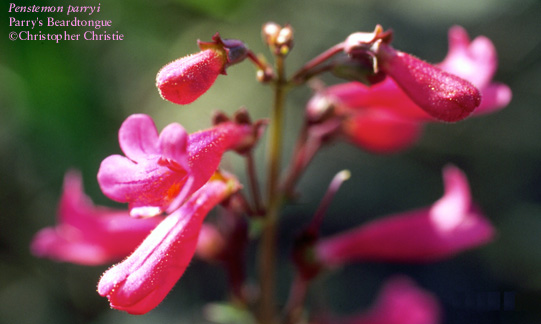 Penstemon parryi
Parry's Beardtongue
©Christopher Christie